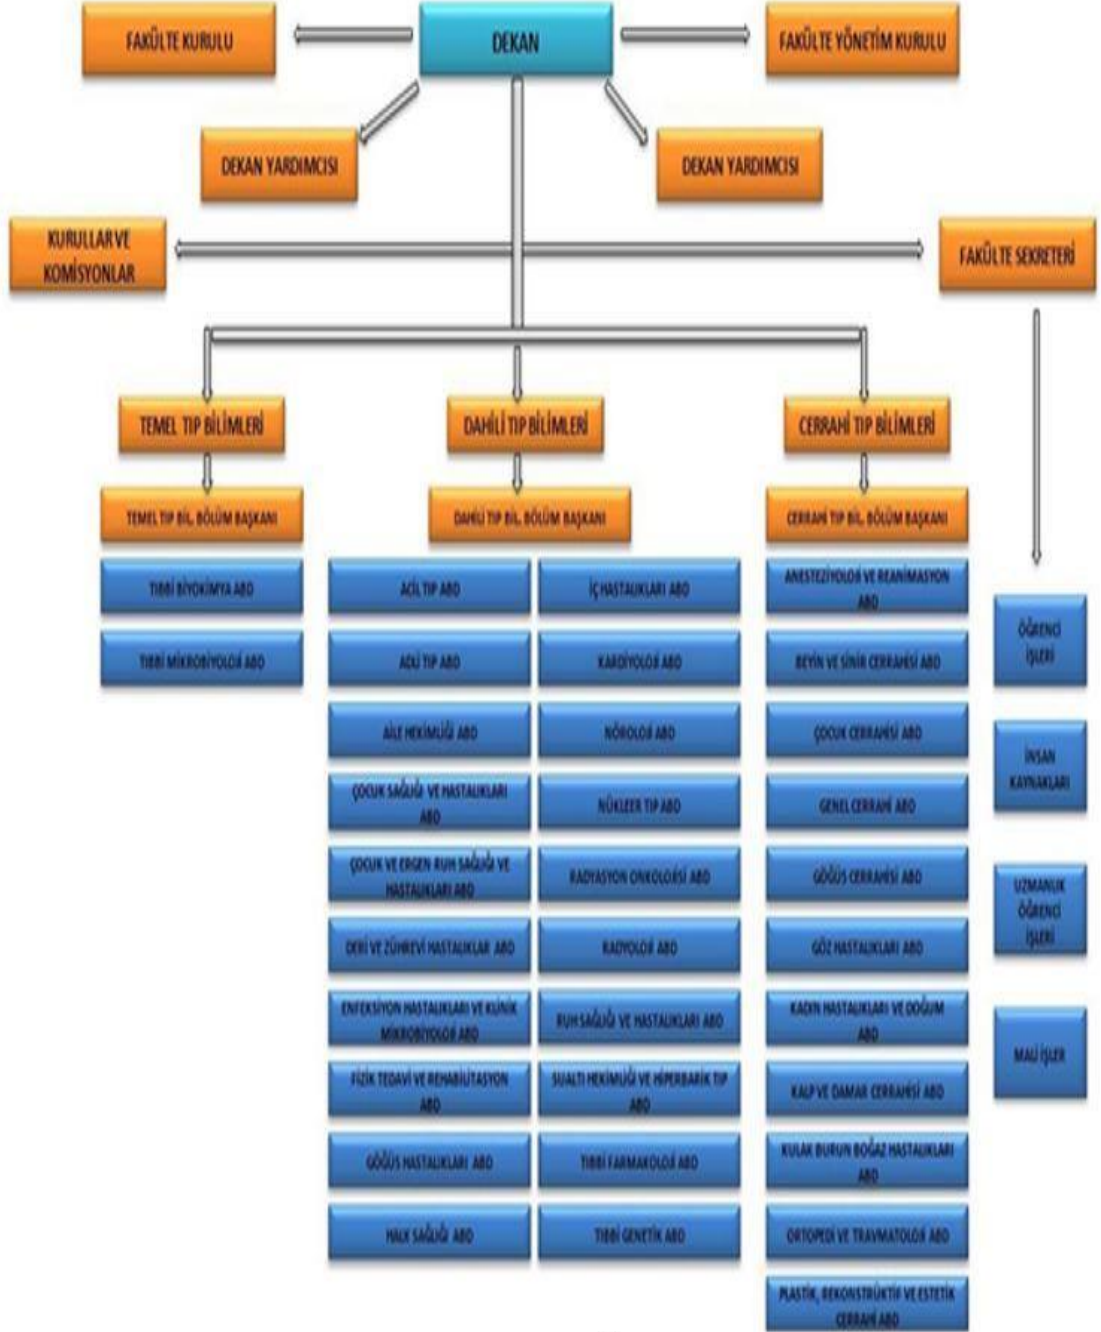 FAKÜLTE KURULU
DEKAN
FAKÜLTE YÖNETİM KURULU
DEKAN YARDIMCISI
DEKAN YARDIMCISI
KURULLAR VE
KOMİSYONLAR
FAKÜLTE SEKRETERİ
TEMEL TIP BİLİMLERİ
DAHİLİ TIP BİLİMLERİ
CERRAHİ TIP BİLİMLERİ
TEMEL TIP BİL. BÖLÜM BAŞKANI
DAHİLİ TIP BİL. BÖLÜM BAŞKANI
CERRAHİ TIP BİL. BÖLÜM BAŞKANI
TIBBİ BİYOKİMYA ABD
TIBBİ MİKROBİYOLOJİ ABD
ACİL TIP ABD
ADLİ TIP ABD
AİLE HEKİMLİĞİ ABD
ÇOCUK SAĞLIĞI VE HASTALIKLARI
ABD
ÇOCUK VE ERGEN RUH SAĞLIĞI VE
HASTALIKLARI ABD
DERİ VE ZÜHREVİ HASTALIKLAR ABD
ENFEKSİYON HASTALIKLARI VE KLİNİK
MİKROBİYOLOJİ ABD
FİZİK TEDAVİ VE REHABİLİTASYON
ABD
GÖĞÜS HASTALIKLARI ABD
HALK SAĞLIĞI ABD
İÇ HASTALIKLARI ABD
KARDİYOLOJİ ABD
NÖROLOJİ ABD
NÜKLEER TIP ABD
RADYASYON ONKOLOJİSİ ABD
RADYOLOJİ ABD
RUH SAĞLIĞI VE HASTALIKLARI ABD
SUALTI HEKİMLİĞİ VE HİPERBARİK TIP
ABD
TIBBİ FARMAKOLOJİ ABD
TIBBİ GENETİK ABD
ANESTEZİYOLOJİ VE REANİMASYON
ABD
BEYİN VE SİNİR CERRAHİSİ ABD
ÇOCUK CERRAHİSİ ABD
GENEL CERRAHİ ABD
GÖĞÜS CERRAHİSİ ABD
GÖZ HASTALIKLARI ABD
KADIN HASTALIKLARI VE DOĞUM
ABD
KALP VE DAMAR CERRAHİSİ ABD
KULAK BURUN BOĞAZ HASTALIKLARI
ABD
ORTOPEDİ VE TRAVMATOLOJİ ABD
PLASTİK, REKONSTRÜKTİF VE ESTETİK
CERRAHİ ABD
ÖĞRENCİ
İŞLERİ
İNSAN
KAYNAKLARI
UZMANLIK
ÖĞRENCİ
İŞLERİ
MALİ İŞLER